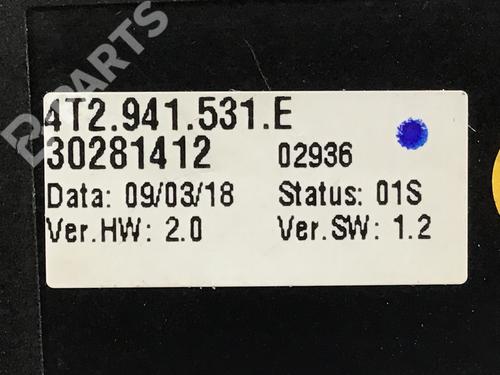 B-PARTS
4T2.941.531.E
30281412 02936
Data: 09/03/18 Status: 01S
Ver.HW: 2.0 Ver.SW: 1.2